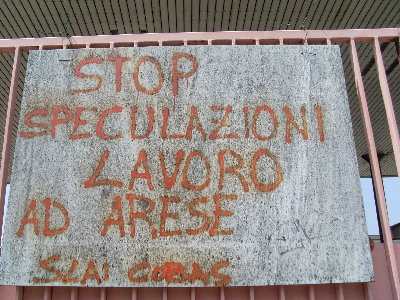 STOP
SPECULAZIONI
LAVORO
AD ARESE
SLAI COBAS